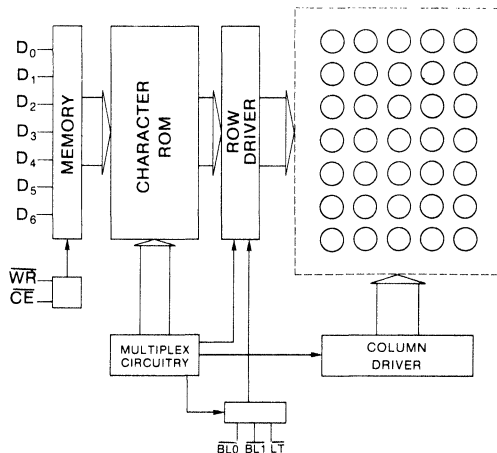 D0
D1
D2
D3
D4
D5
D6
MEMORY
CHARACTER
ROM
ROW
DRIVER
WR
CE
MULTIPLEX
CIRCUITRY
COLUMN
DRIVER
BL0 BL1 LT